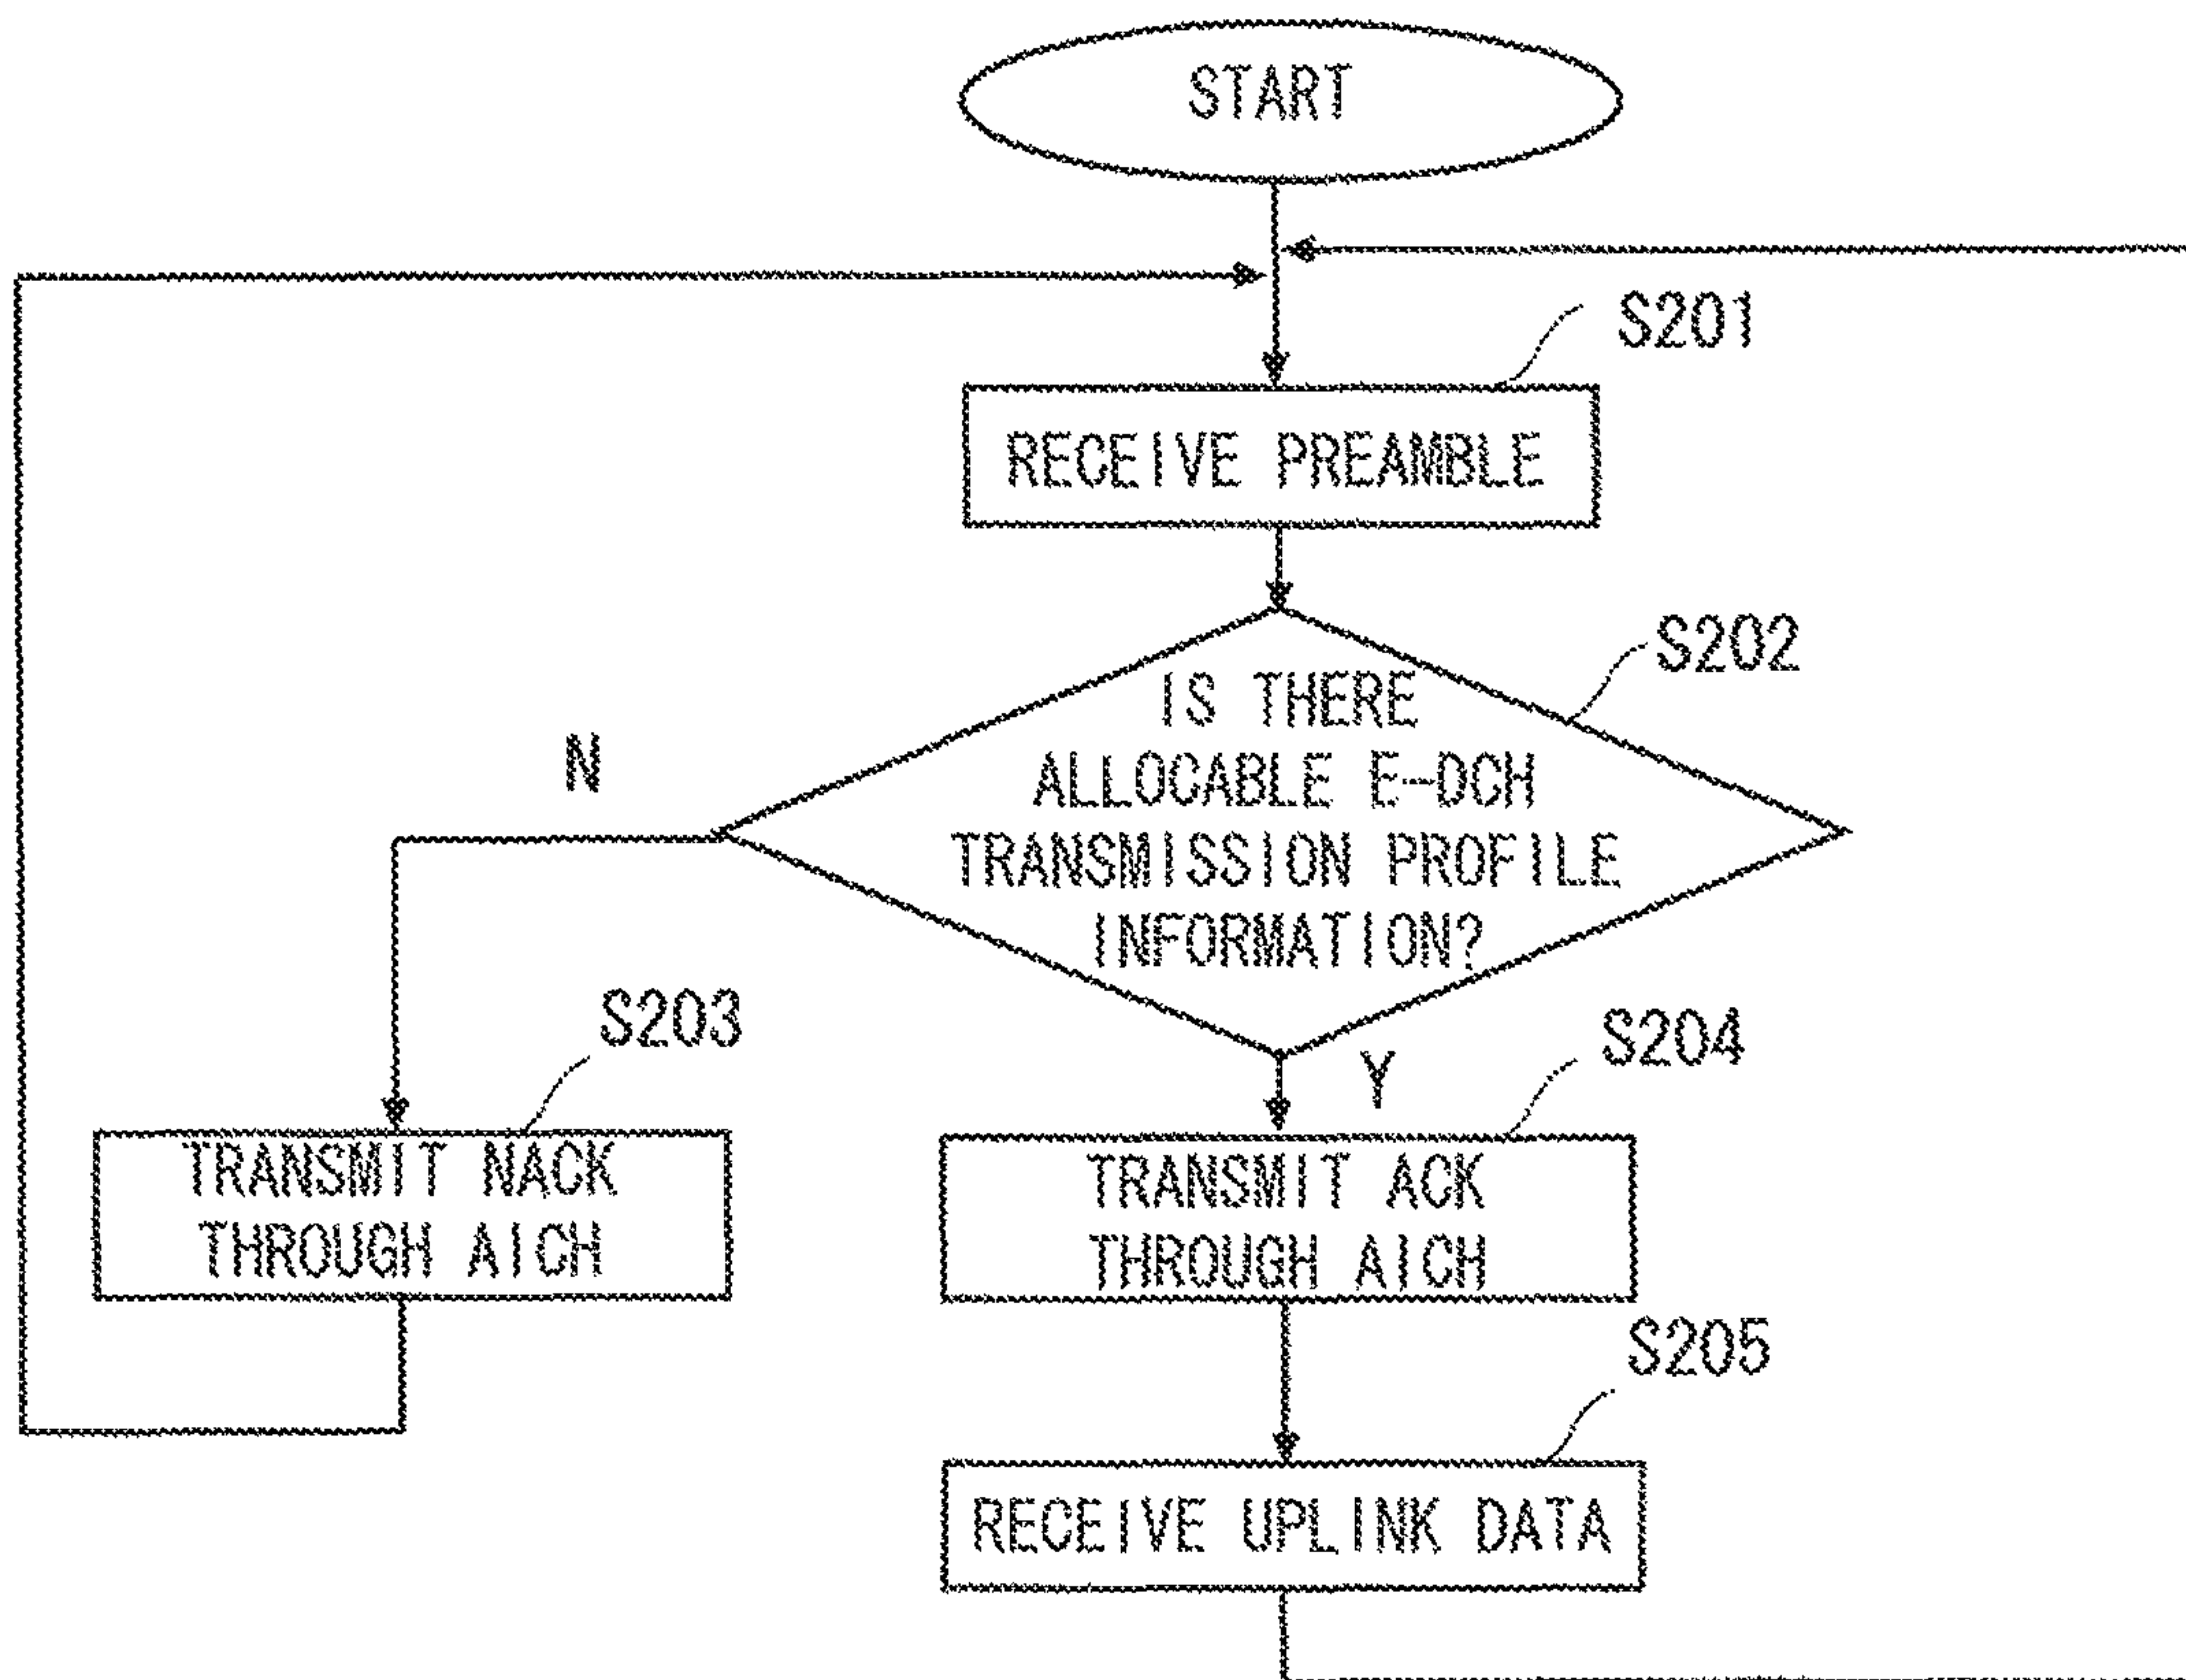 START
S201
RECEIVE PREAMBLE
S202
IS THERE
ALLOCABLE E-DCH
TRANSMISSION PROFILE
INFORMATION?
N
Y
S203
TRANSMIT NACK
THROUGH AICH
S204
TRANSMIT ACK
THROUGH AICH
S205
RECEIVE UPLINK DATA